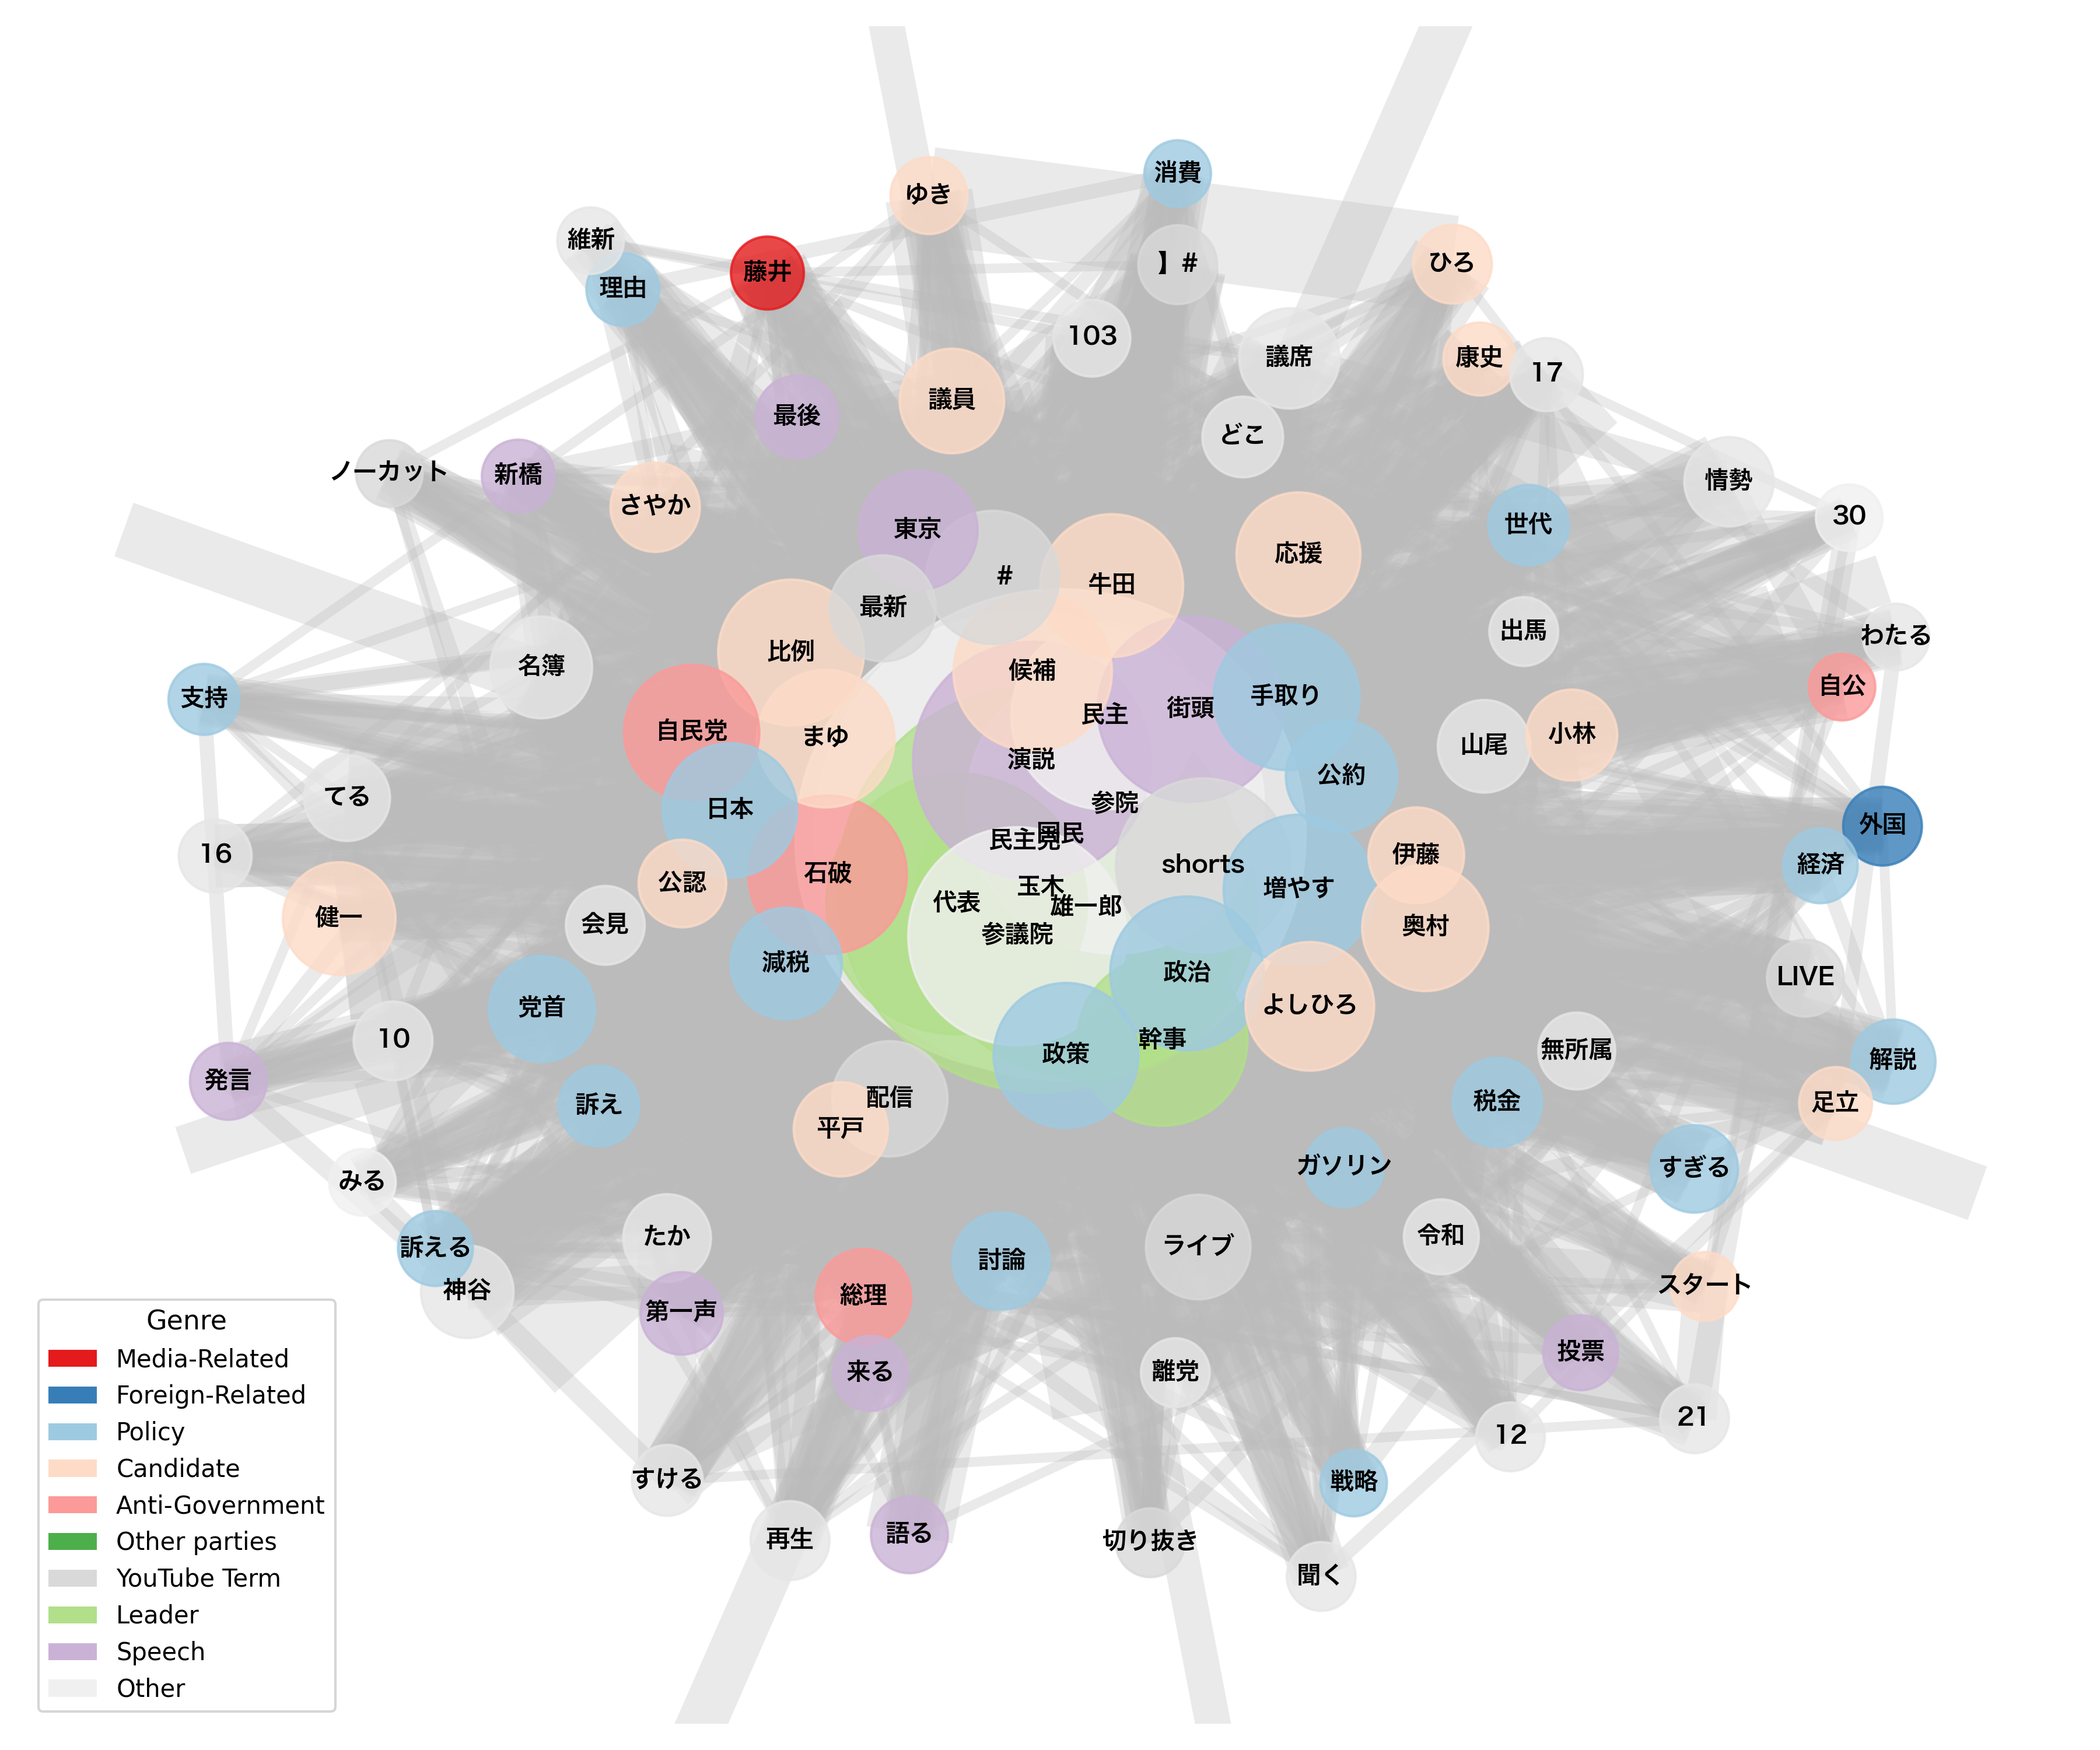 消費
ゆき
維新
】#
ひろ
藤井
理由
103
議席
康史
17
議員
最後
どこ
ノーカット
新橋
情勢
さやか
30
世代
東京
応援
#
牛田
最新
出馬
わたる
比例
名簿
候補
自公
支持
手取り
民主
街頭
自民党
まゆ
小林
山尾
演説
公約
てる
参院
日本
外国
国民
民主党
16
伊藤
shorts
経済
石破
公認
玉木
増やす
代表
雄一郎
健一
会見
奥村
参議院
減税
政治
LIVE
党首
よしひろ
10
幹事
無所属
政策
解説
発言
配信
税金
足立
訴え
平戸
ガソリン
すぎる
みる
たか
令和
ライブ
訴える
討論
スタート
神谷
総理
第一声
投票
離党
来る
21
12
すける
戦略
語る
再生
切り抜き
聞く
Genre
Media-Related
Foreign-Related
Policy
Candidate
Anti-Government
Other parties
YouTube Term
Leader
Speech
Other